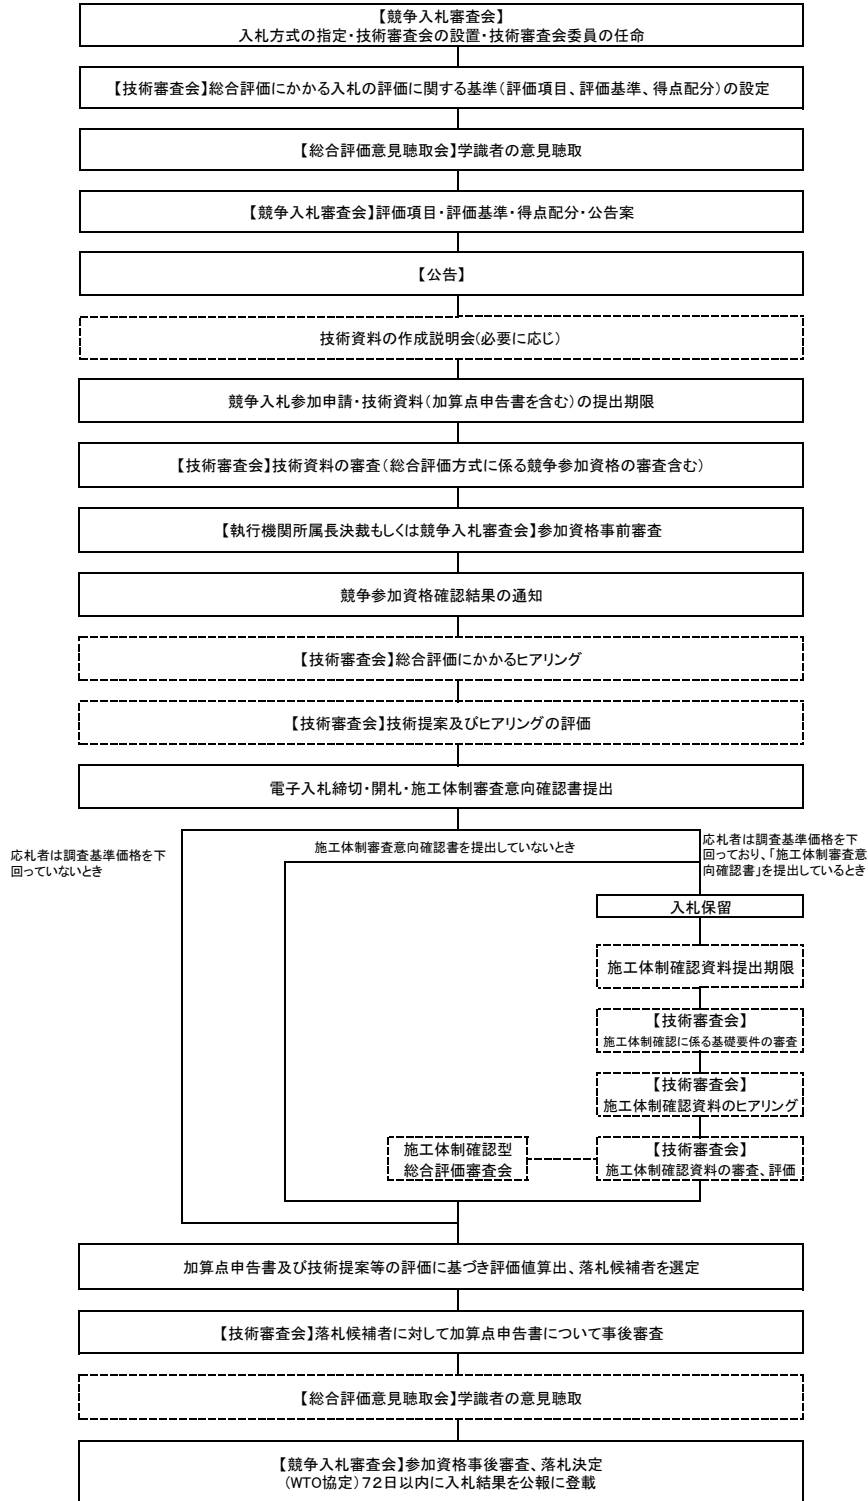 【競争入札審査会】
入札方式の指定・技術審査会の設置・技術審査会委員の任命
【技術審査会】総合評価にかかる入札の評価に関する基準(評価項目、評価基準、得点配分)の設定
【総合評価意見聴取会】学識者の意見聴取
【競争入札審査会】評価項目・評価基準・得点配分・公告案
【公告】
技術資料の作成説明会(必要に応じ)
競争入札参加申請・技術資料(加算点申告書を含む)の提出期限
【技術審査会】技術資料の審査(総合評価方式に係る競争参加資格の審査含む)
【執行機関所属長決裁もしくは競争入札審査会】参加資格事前審査
競争参加資格確認結果の通知
【技術審査会】総合評価にかかるヒアリング
【技術審査会】技術提案及びヒアリングの評価
電子入札締切・開札・施工体制審査意向確認書提出
応札者は調査基準価格を下
回っていないとき
施工体制審査意向確認書を提出していないとき
応札者は調査基準価格を下
回っており、「施工体制審査意
向確認書」を提出しているとき
入札保留
施工体制確認資料提出期限
【技術審査会】
施工体制確認に係る基礎要件の審査
【技術審査会】
施工体制確認資料のヒアリング
施工体制確認型
総合評価審査会
【技術審査会】
施工体制確認資料の審査、評価
加算点申告書及び技術提案等の評価に基づき評価値算出、落札候補者を選定
【技術審査会】落札候補者に対して加算点申告書について事後審査
【総合評価意見聴取会】学識者の意見聴取
【競争入札審査会】参加資格事後審査、落札決定
(WTO協定)72日以内に入札結果を公報に登載